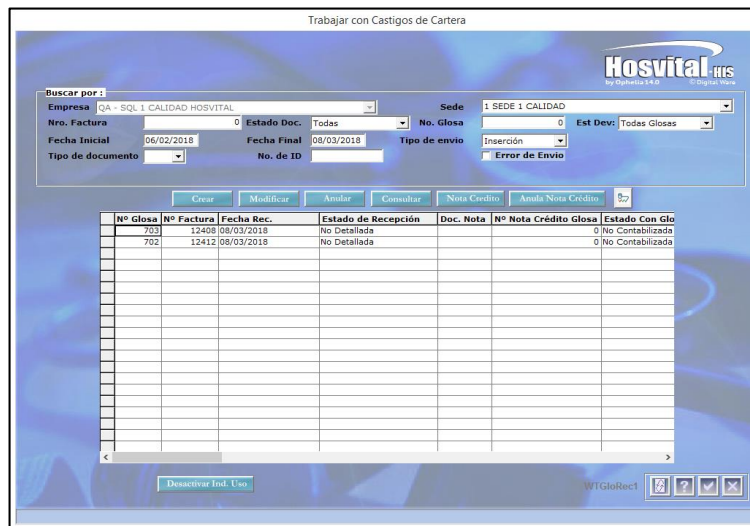 Trabajar con Castigos de Cartera
Hosvital-HIS
by Ophelia 14.0 © Digital Ware
Buscar por :
Empresa QA - SQL 1 CALIDAD HOSVITAL Sede 1 SEDE 1 CALIDAD
Nro. Factura 0 Estado Doc. Todas No. Glosa 0 Est Dev: Todas Glosas
Fecha Inicial 06/02/2018 Fecha Final 08/03/2018 Tipo de envio Inserción
Tipo de documento No. de ID Error de Envio
Crear Modificar Anular Consultar Nota Credito Anula Nota Crédito
Nº Glosa Nº Factura Fecha Rec. Estado de Recepción Doc. Nota Nº Nota Crédito Glosa Estado Con Glo
703 12408 08/03/2018 No Detallada 0 No Contabilizada
702 12412 08/03/2018 No Detallada 0 No Contabilizada
Desactivar Ind. Uso
WTGloRec1